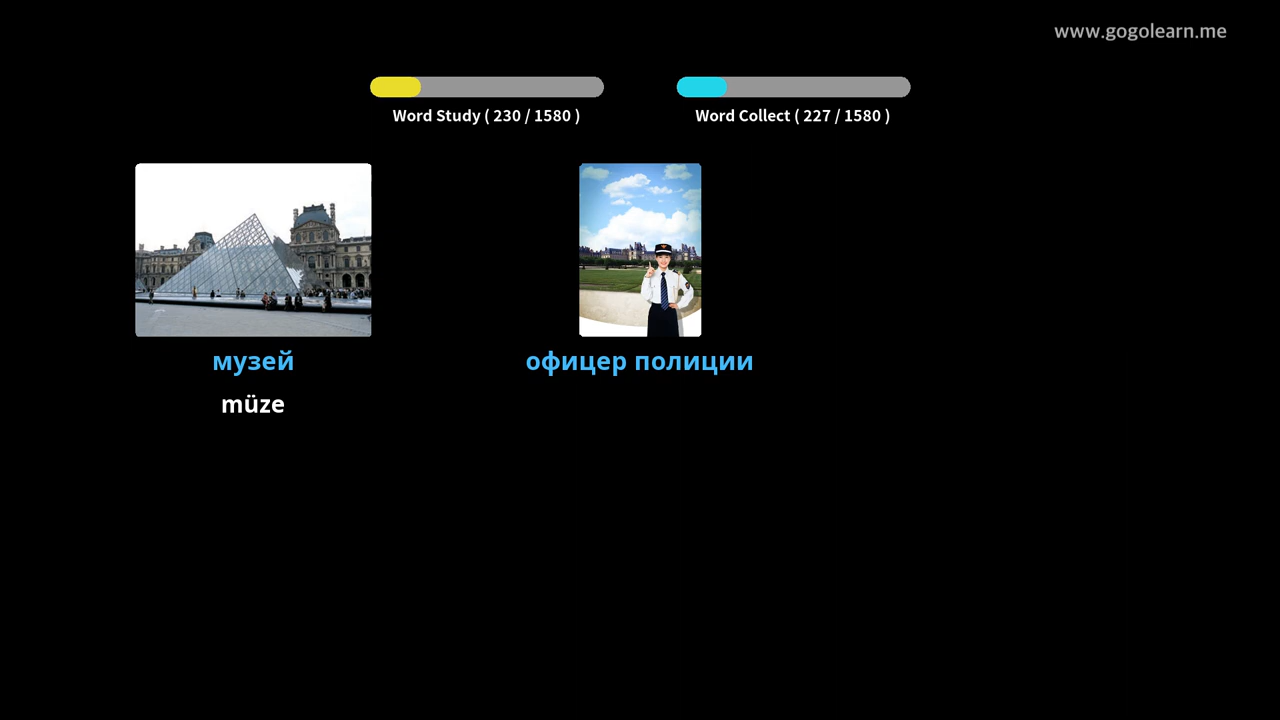 www.gogolearn.me
Word Study ( 230 / 1580 )
Word Collect ( 227 / 1580 )
музей
офицер полиции
müze